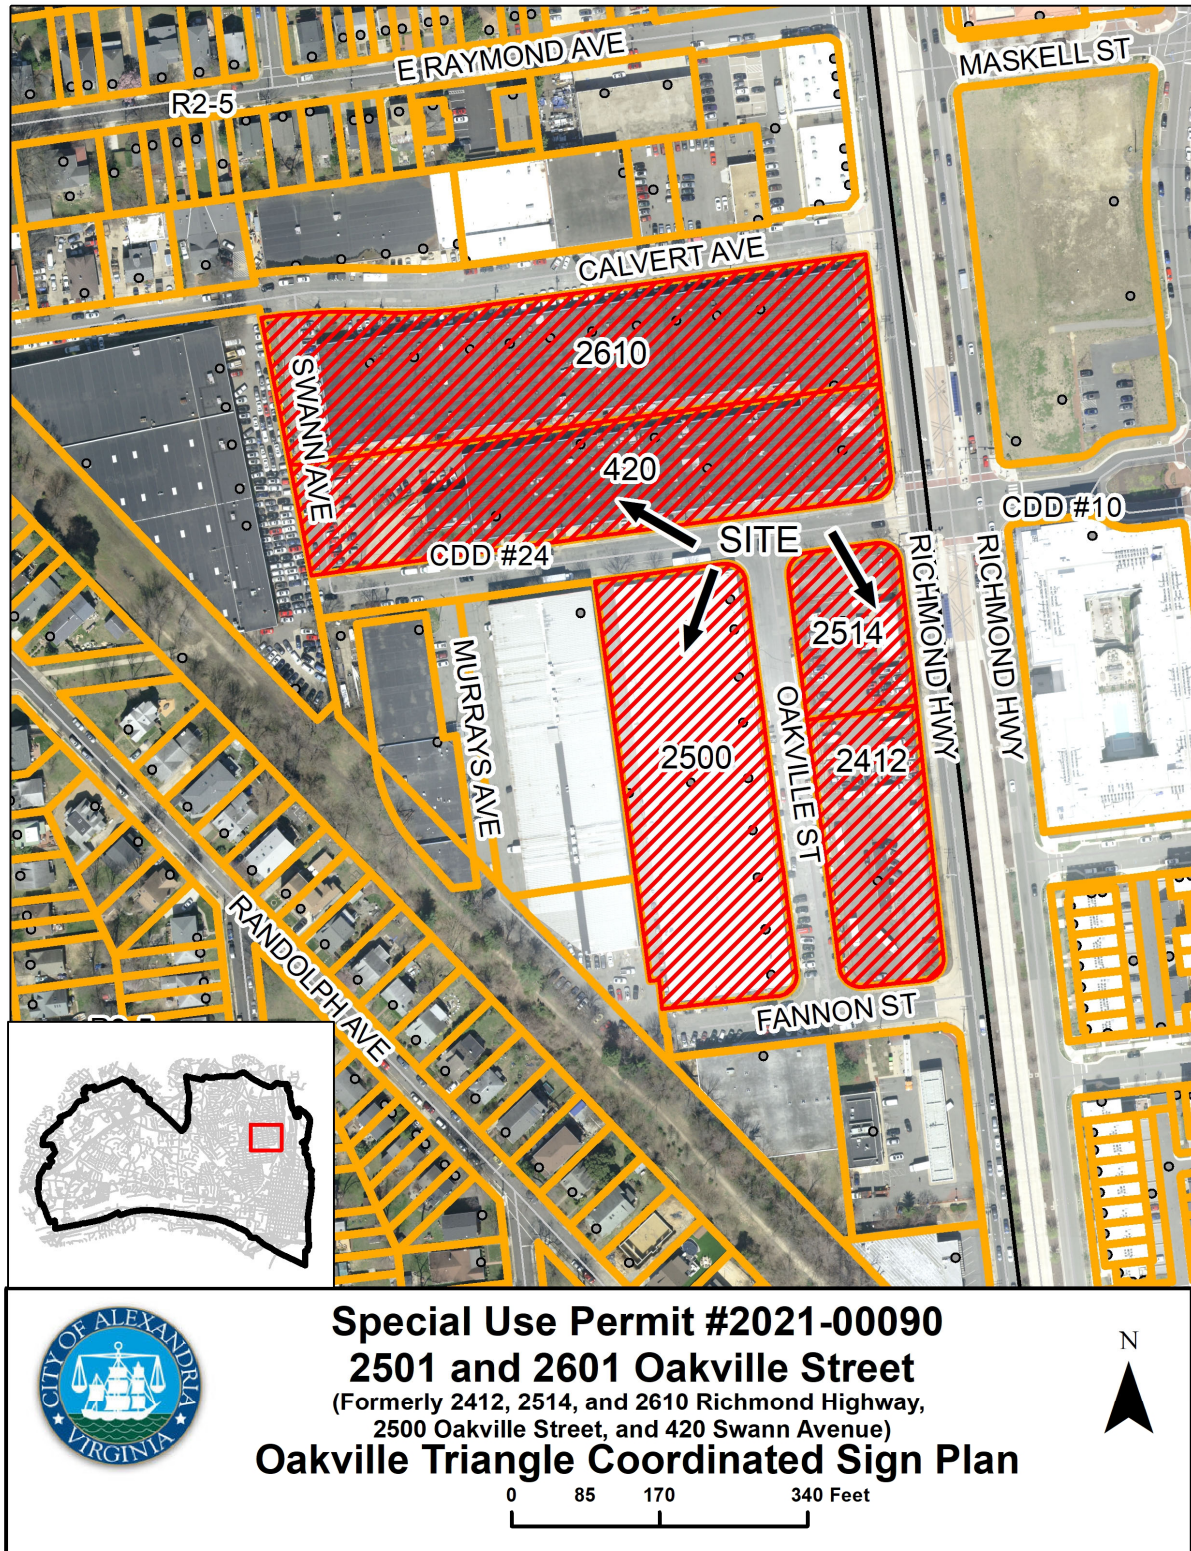 E RAYMOND AVE
MASKELL ST
R2-5
CALVERT AVE
2610
SWANN AVE
420
CDD #10
SITE
CDD #24
RICHMOND HWY
RICHMOND HWY
2514
MURRAYS AVE
OAKVILLE ST
2500
2412
RANDOLPH AVE
FANNON ST
CITY OF ALEXANDRIA
VIRGINIA
Special Use Permit #2021-00090
2501 and 2601 Oakville Street
(Formerly 2412, 2514, and 2610 Richmond Highway,
2500 Oakville Street, and 420 Swann Avenue)
Oakville Triangle Coordinated Sign Plan
0 85 170 340 Feet
N